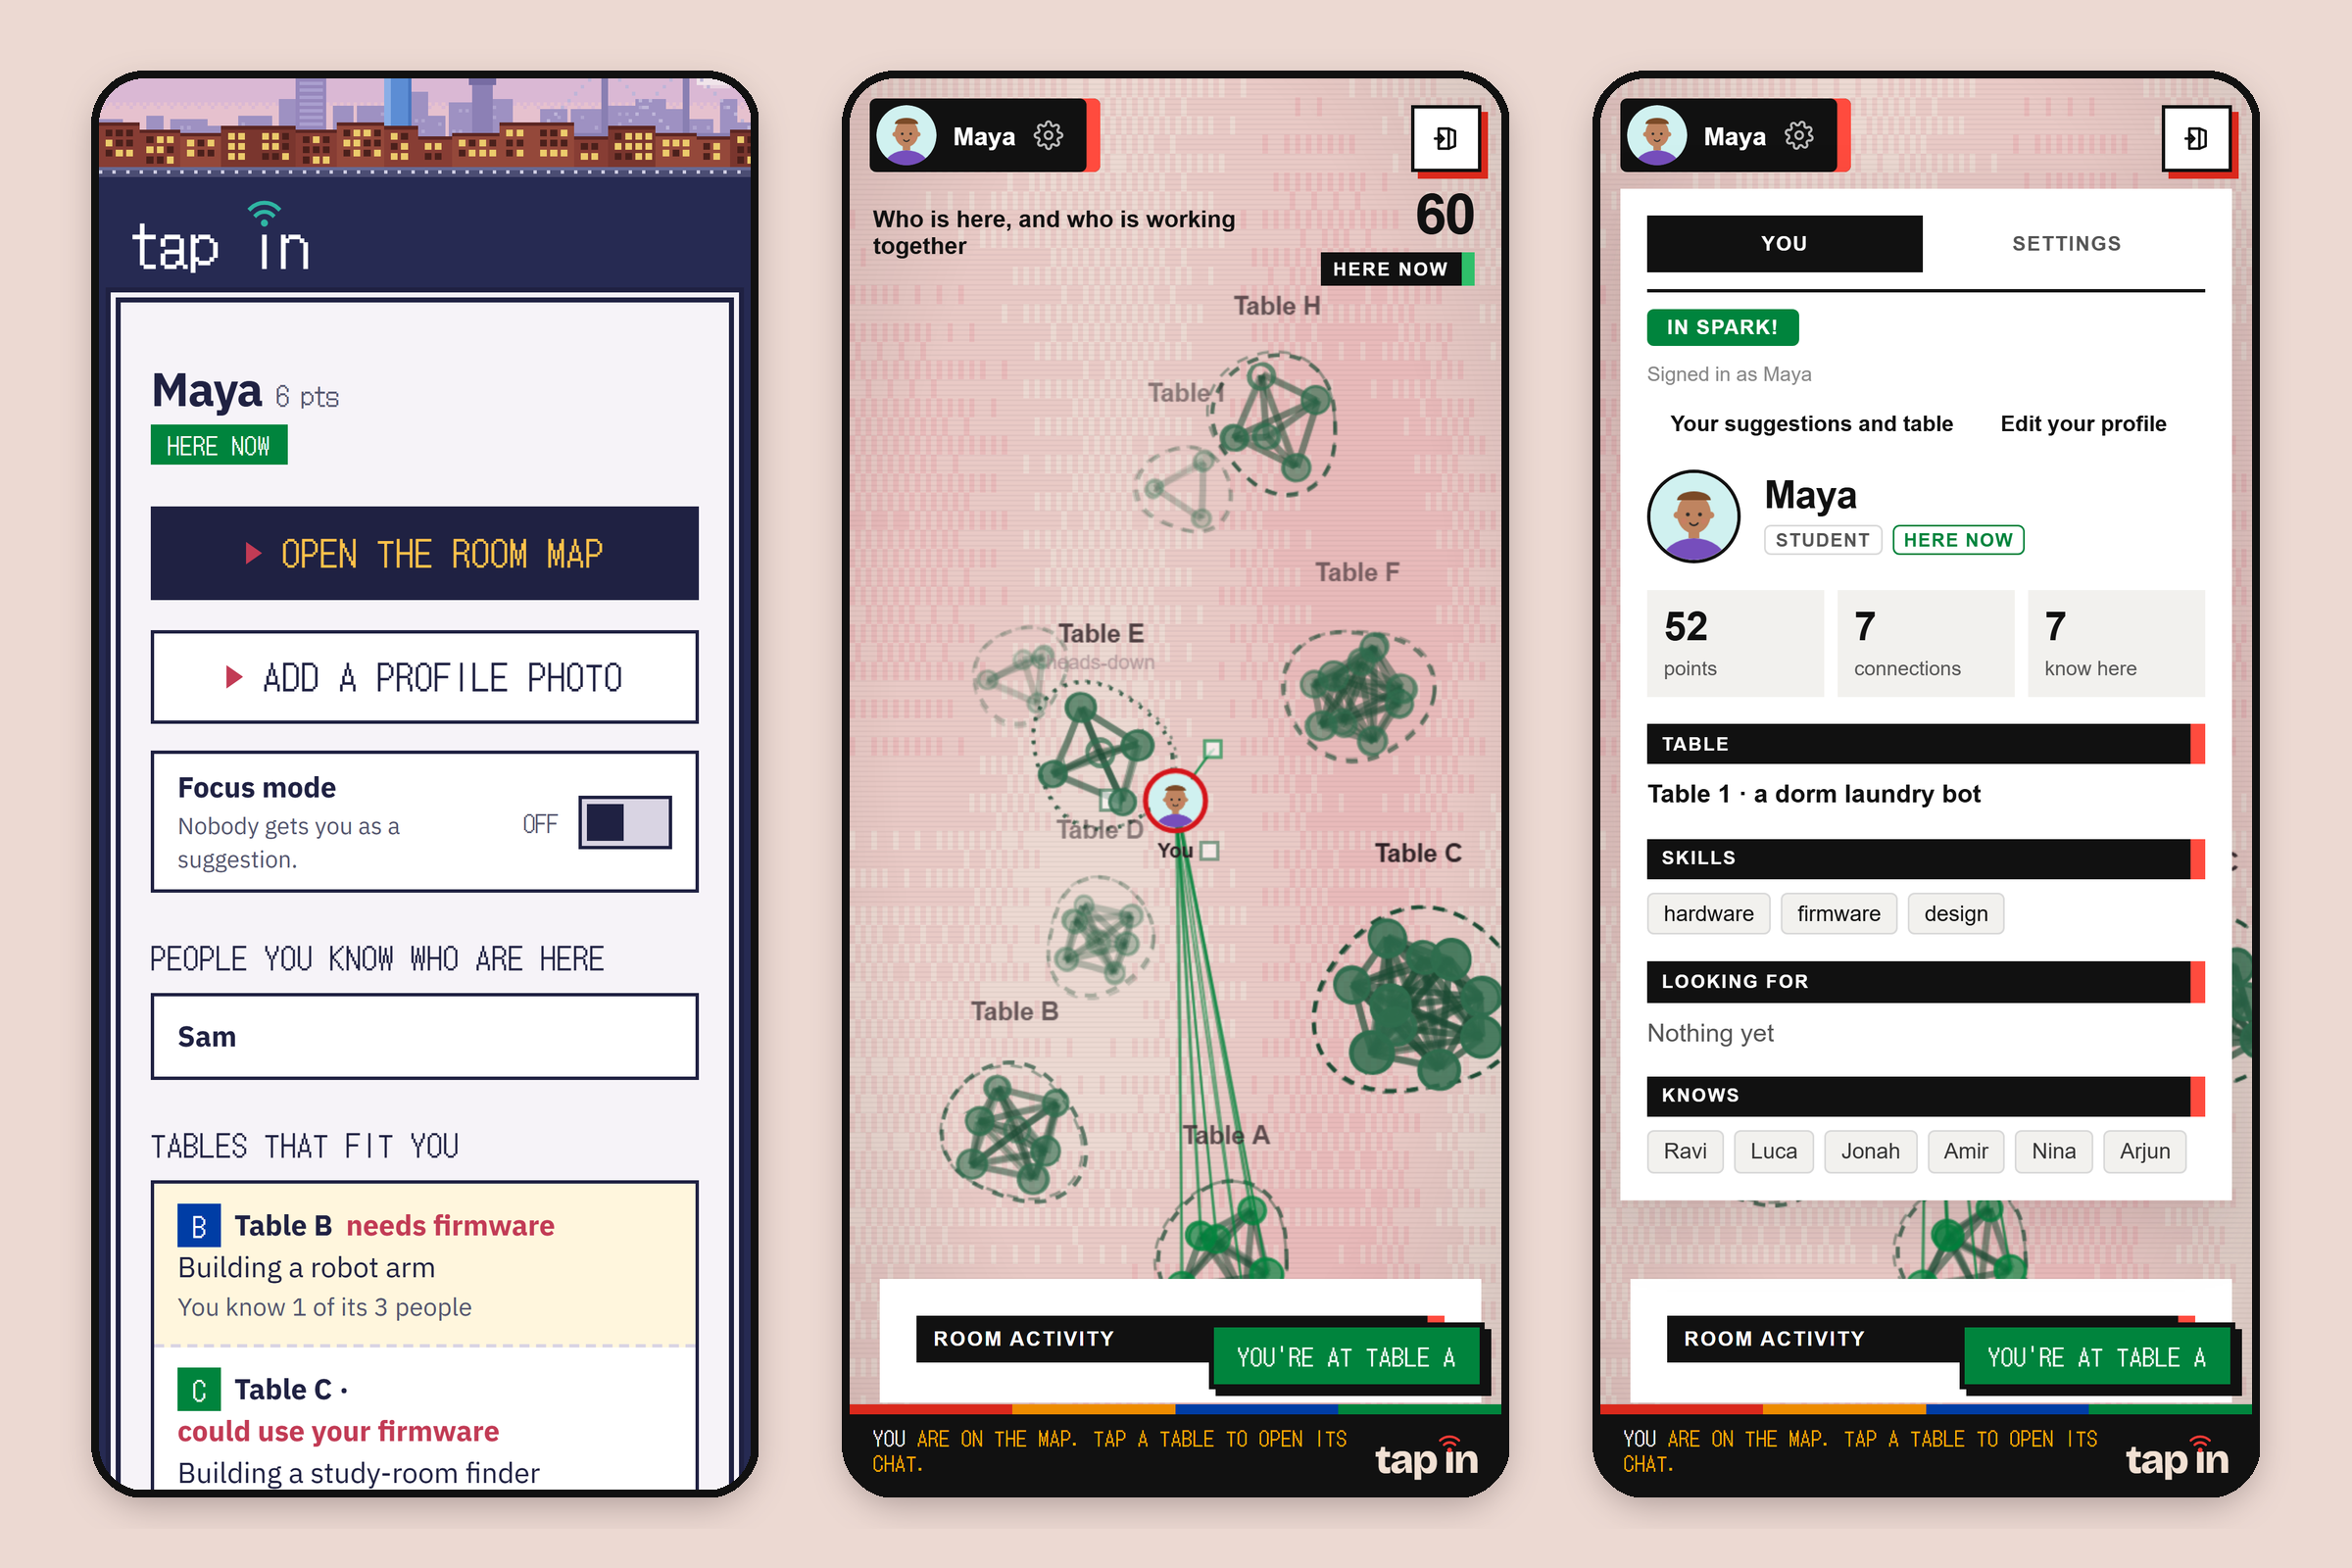 tap in
Maya 6 pts
HERE NOW
OPEN THE ROOM MAP
ADD A PROFILE PHOTO
Focus mode
Nobody gets you as a
suggestion.
OFF
PEOPLE YOU KNOW WHO ARE HERE
Sam
TABLES THAT FIT YOU
B Table B needs firmware
Building a robot arm
You know 1 of its 3 people
C Table C ·
could use your firmware
Building a study-room finder
Maya
Who is here, and who is working
together
60
HERE NOW
Table H
Table I
Table F
Table E
heads-down
Table D
You
Table C
Table B
Table A
ROOM ACTIVITY
YOU'RE AT TABLE A
YOU ARE ON THE MAP. TAP A TABLE TO OPEN ITS
CHAT.
tap in
Maya
YOU
SETTINGS
IN SPARK!
Signed in as Maya
Your suggestions and table
Edit your profile
Maya
STUDENT
HERE NOW
52
points
7
connections
7
know here
TABLE
Table 1 · a dorm laundry bot
SKILLS
hardware
firmware
design
LOOKING FOR
Nothing yet
KNOWS
Ravi
Luca
Jonah
Amir
Nina
Arjun
ROOM ACTIVITY
YOU'RE AT TABLE A
YOU ARE ON THE MAP. TAP A TABLE TO OPEN ITS
CHAT.
tap in